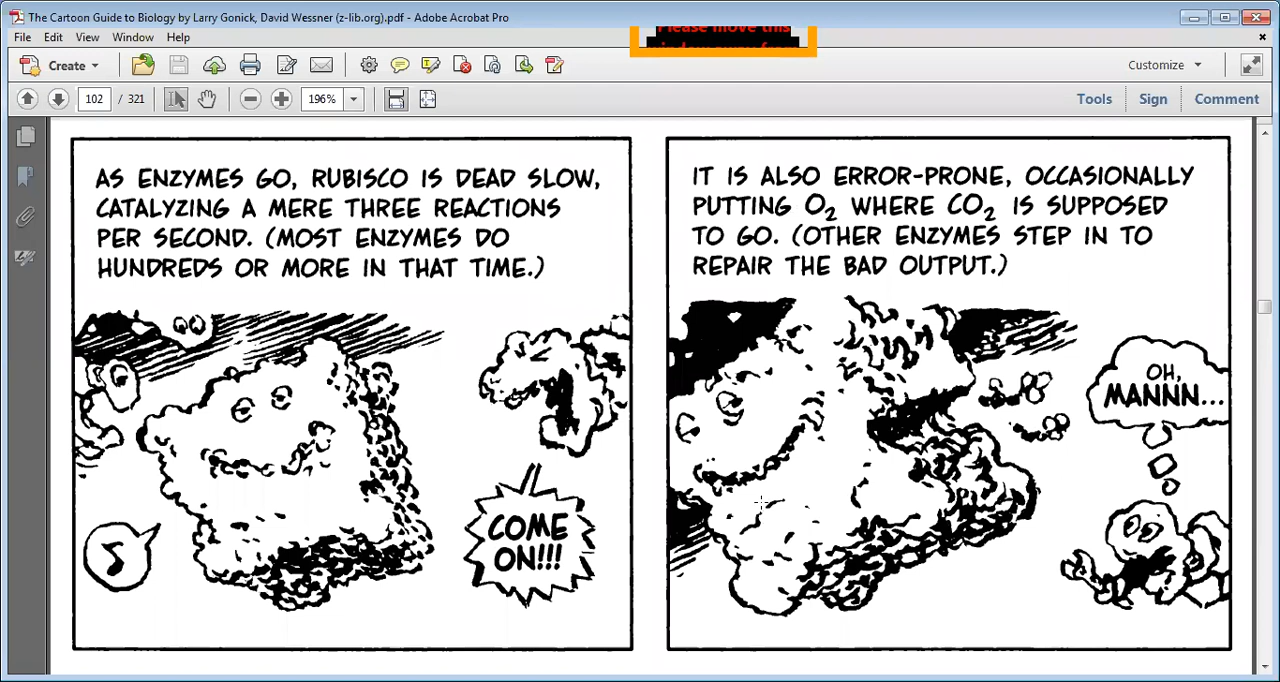 The Cartoon Guide to Biology by Larry Gonick, David Wessner (z-lib.org).pdf - Adobe Acrobat Pro
File Edit View Window Help
Please move this
Create
Customize
102 / 321
196%
Tools Sign Comment
AS ENZYMES GO, RUBISCO IS DEAD SLOW,
CATALYZING A MERE THREE REACTIONS
PER SECOND. (MOST ENZYMES DO
HUNDREDS OR MORE IN THAT TIME.)
COME
ON!!!
IT IS ALSO ERROR-PRONE, OCCASIONALLY
PUTTING O₂ WHERE CO₂ IS SUPPOSED
TO GO. (OTHER ENZYMES STEP IN TO
REPAIR THE BAD OUTPUT.)
OH,
MANNN...